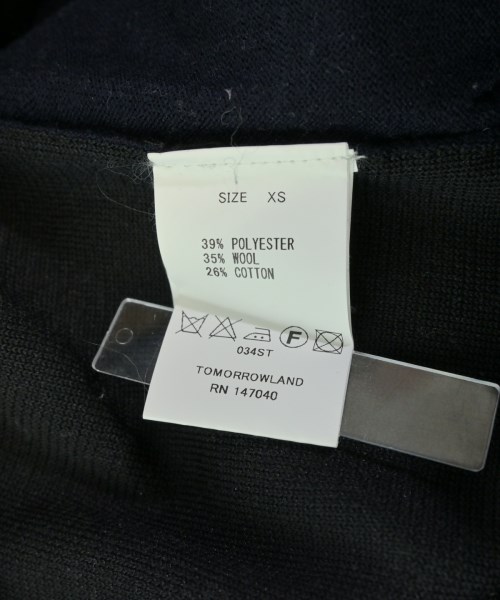 SIZE XS
39% POLYESTER
35% WOOL
26% COTTON
F
034ST
TOMORROWLAND
RN 147040